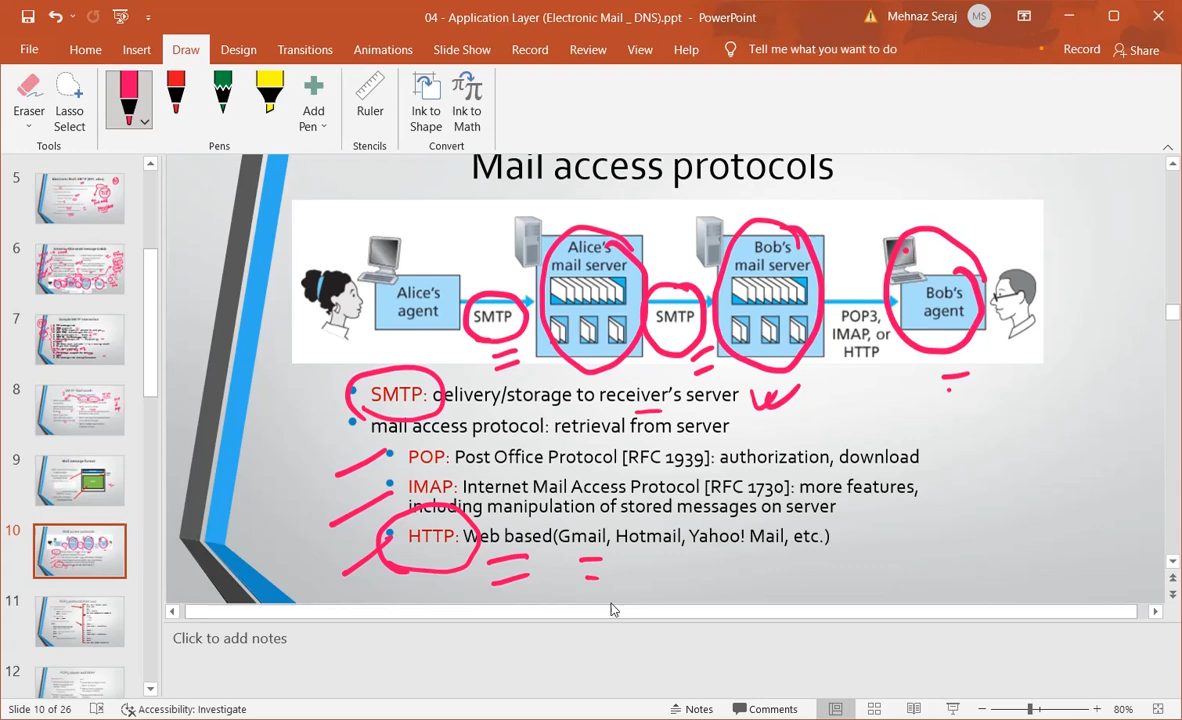 04 - Application Layer (Electronic Mail _ DNS).ppt - PowerPoint
Mehnaz Seraj
MS
File Home Insert Draw Design Transitions Animations Slide Show Record Review View Help Tell me what you want to do Record Share
Eraser Lasso Select Add Pen Ruler Ink to Shape Ink to Math
Tools Pens Stencils Convert
5
6
7
8
9
10
11
12
Mail access protocols
Alice's agent
SMTP
Alice's mail server
SMTP
Bob's mail server
POP3, IMAP, or HTTP
Bob's agent
SMTP: delivery/storage to receiver's server
mail access protocol: retrieval from server
POP: Post Office Protocol [RFC 1939]: authorization, download
IMAP: Internet Mail Access Protocol [RFC 1730]: more features,
including manipulation of stored messages on server
HTTP: Web based(Gmail, Hotmail, Yahoo! Mail, etc.)
Click to add notes
Slide 10 of 26 Accessibility: Investigate Notes Comments 80%